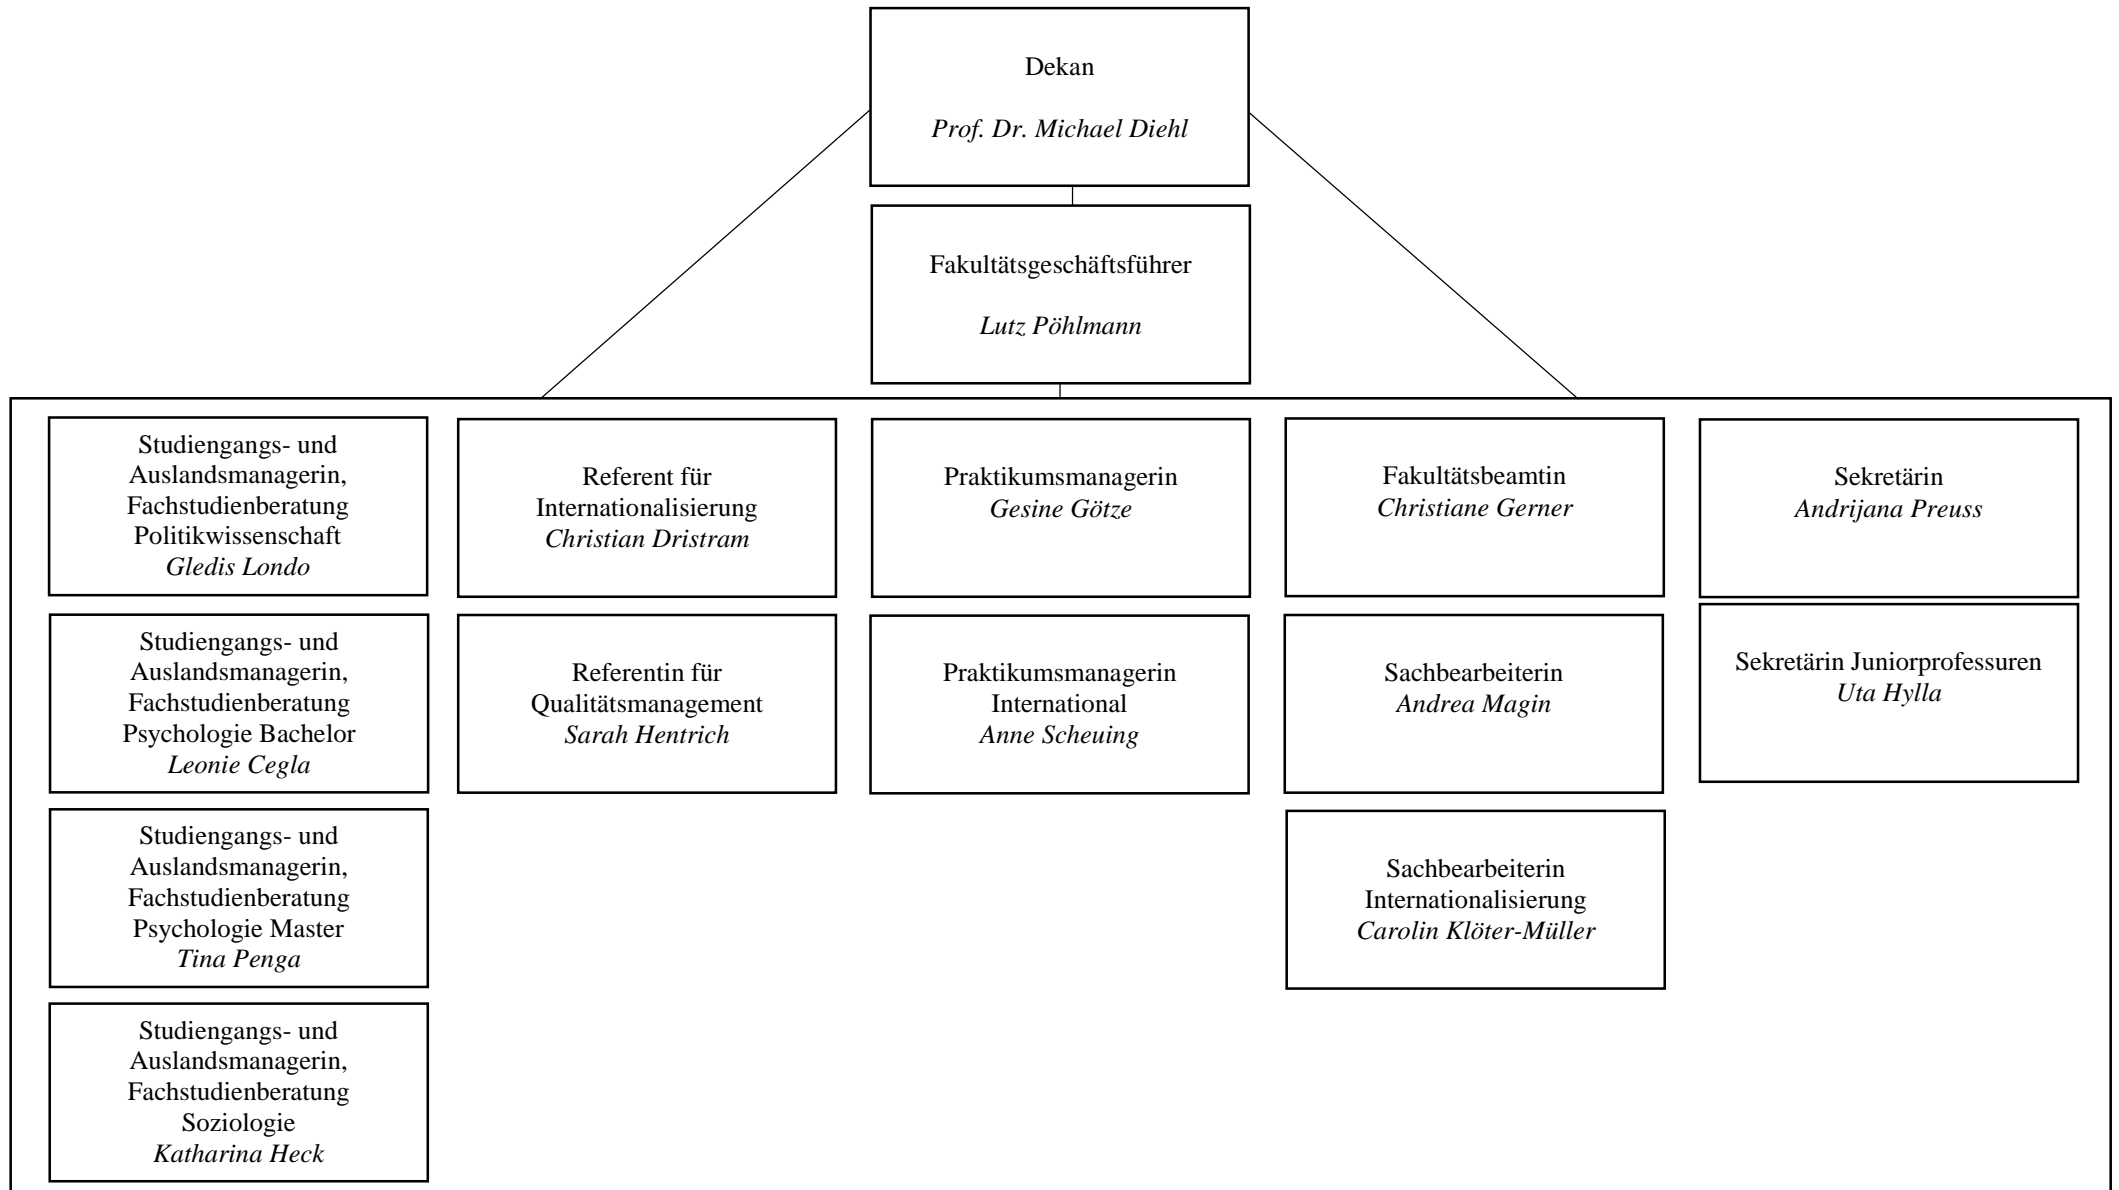 Dekan
Prof. Dr. Michael Diehl
Fakultätsgeschäftsführer
Lutz Pöhlmann
Studiengangs- und
Auslandsmanagerin,
Fachstudienberatung
Politikwissenschaft
Gledis Londo
Referent für
Internationalisierung
Christian Dristram
Praktikumsmanagerin
Gesine Götze
Fakultätsbeamtin
Christiane Gerner
Sekretärin
Andrijana Preuss
Studiengangs- und
Auslandsmanagerin,
Fachstudienberatung
Psychologie Bachelor
Leonie Cegla
Referentin für
Qualitätsmanagement
Sarah Hentrich
Praktikumsmanagerin
International
Anne Scheuing
Sachbearbeiterin
Andrea Magin
Sekretärin Juniorprofessuren
Uta Hylla
Studiengangs- und
Auslandsmanagerin,
Fachstudienberatung
Psychologie Master
Tina Penga
Sachbearbeiterin
Internationalisierung
Carolin Klöter-Müller
Studiengangs- und
Auslandsmanagerin,
Fachstudienberatung
Soziologie
Katharina Heck